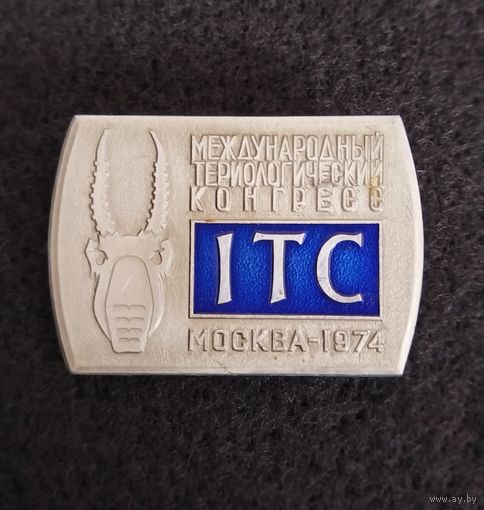 МЕЖДУНАРОДНЫЙ
ТЕРИОЛОГИЧЕСКИЙ
КОНГРЕСС
ITC
МОСКВА-1974
www.ay.by